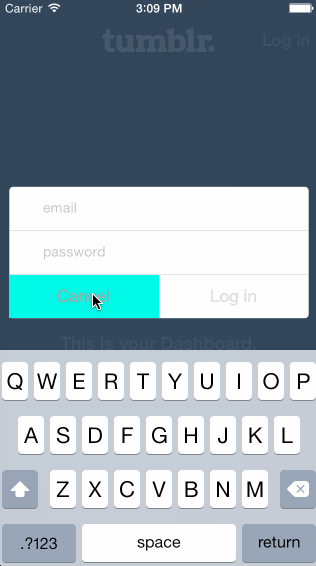 Carrier 3:09 PM
tumblr.
Log in
email
password
Cancel Log in
This is your Dashboard.
Q W E R T Y U I O P
A S D F G H J K L
Z X C V B N M
.?123 space return